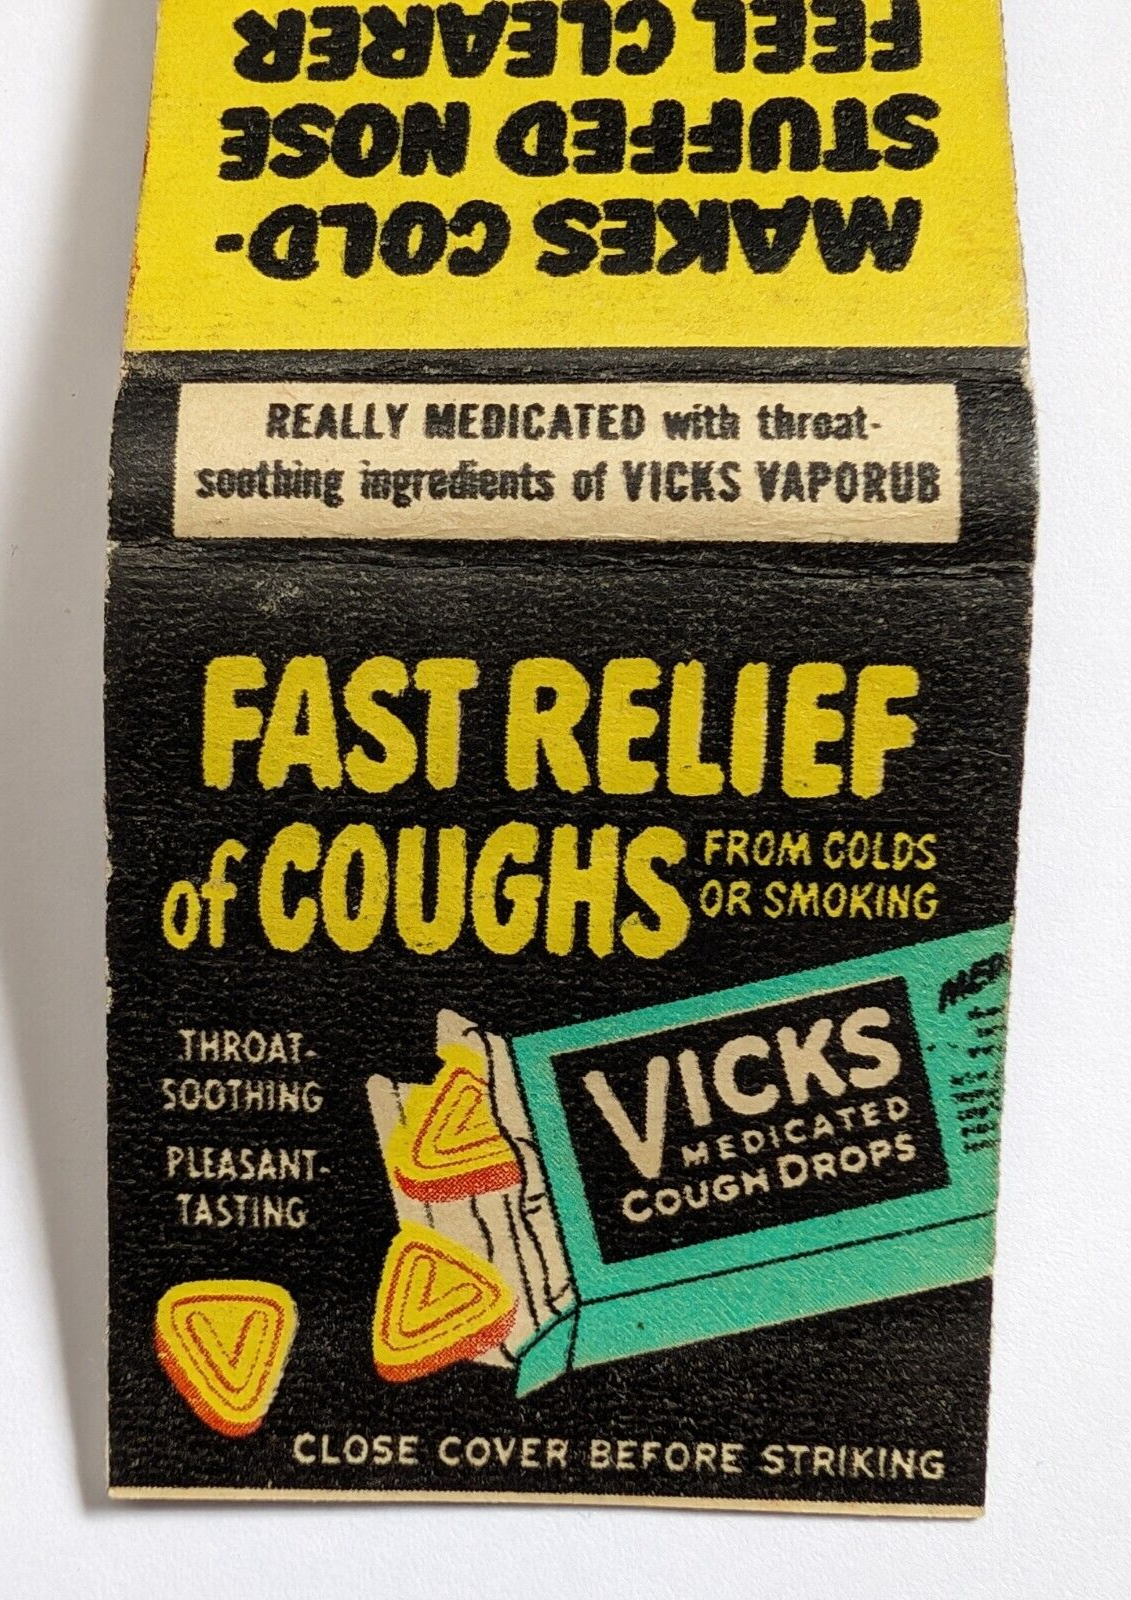 MAKES COLD-
STUFFED NOSE
FEEL CLEARER
REALLY MEDICATED with throat-
soothing ingredients of VICKS VAPORUB
FAST RELIEF
of COUGHS FROM COLDS
OR SMOKING
THROAT-
SOOTHING
PLEASANT-
TASTING
VICKS
MEDICATED
COUGH DROPS
V
V
V
CLOSE COVER BEFORE STRIKING